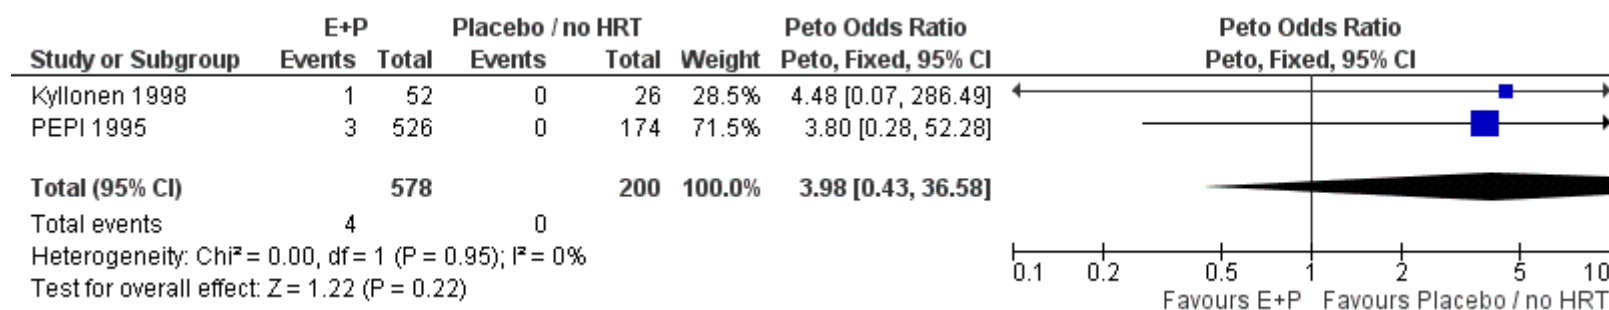 E+P Placebo / no HRT Peto Odds Ratio Peto Odds Ratio
Study or Subgroup Events Total Events Total Weight Peto, Fixed, 95% CI Peto, Fixed, 95% CI
Kyllonen 1998 1 52 0 26 28.5% 4.48 [0.07, 286.49]
PEPI 1995 3 526 0 174 71.5% 3.80 [0.28, 52.28]
Total (95% CI) 578 200 100.0% 3.98 [0.43, 36.58]
Total events 4 0
Heterogeneity: Chi² = 0.00, df = 1 (P = 0.95); I² = 0%
Test for overall effect: Z = 1.22 (P = 0.22)
0.1 0.2 0.5 1 2 5 10
Favours E+P Favours Placebo / no HRT